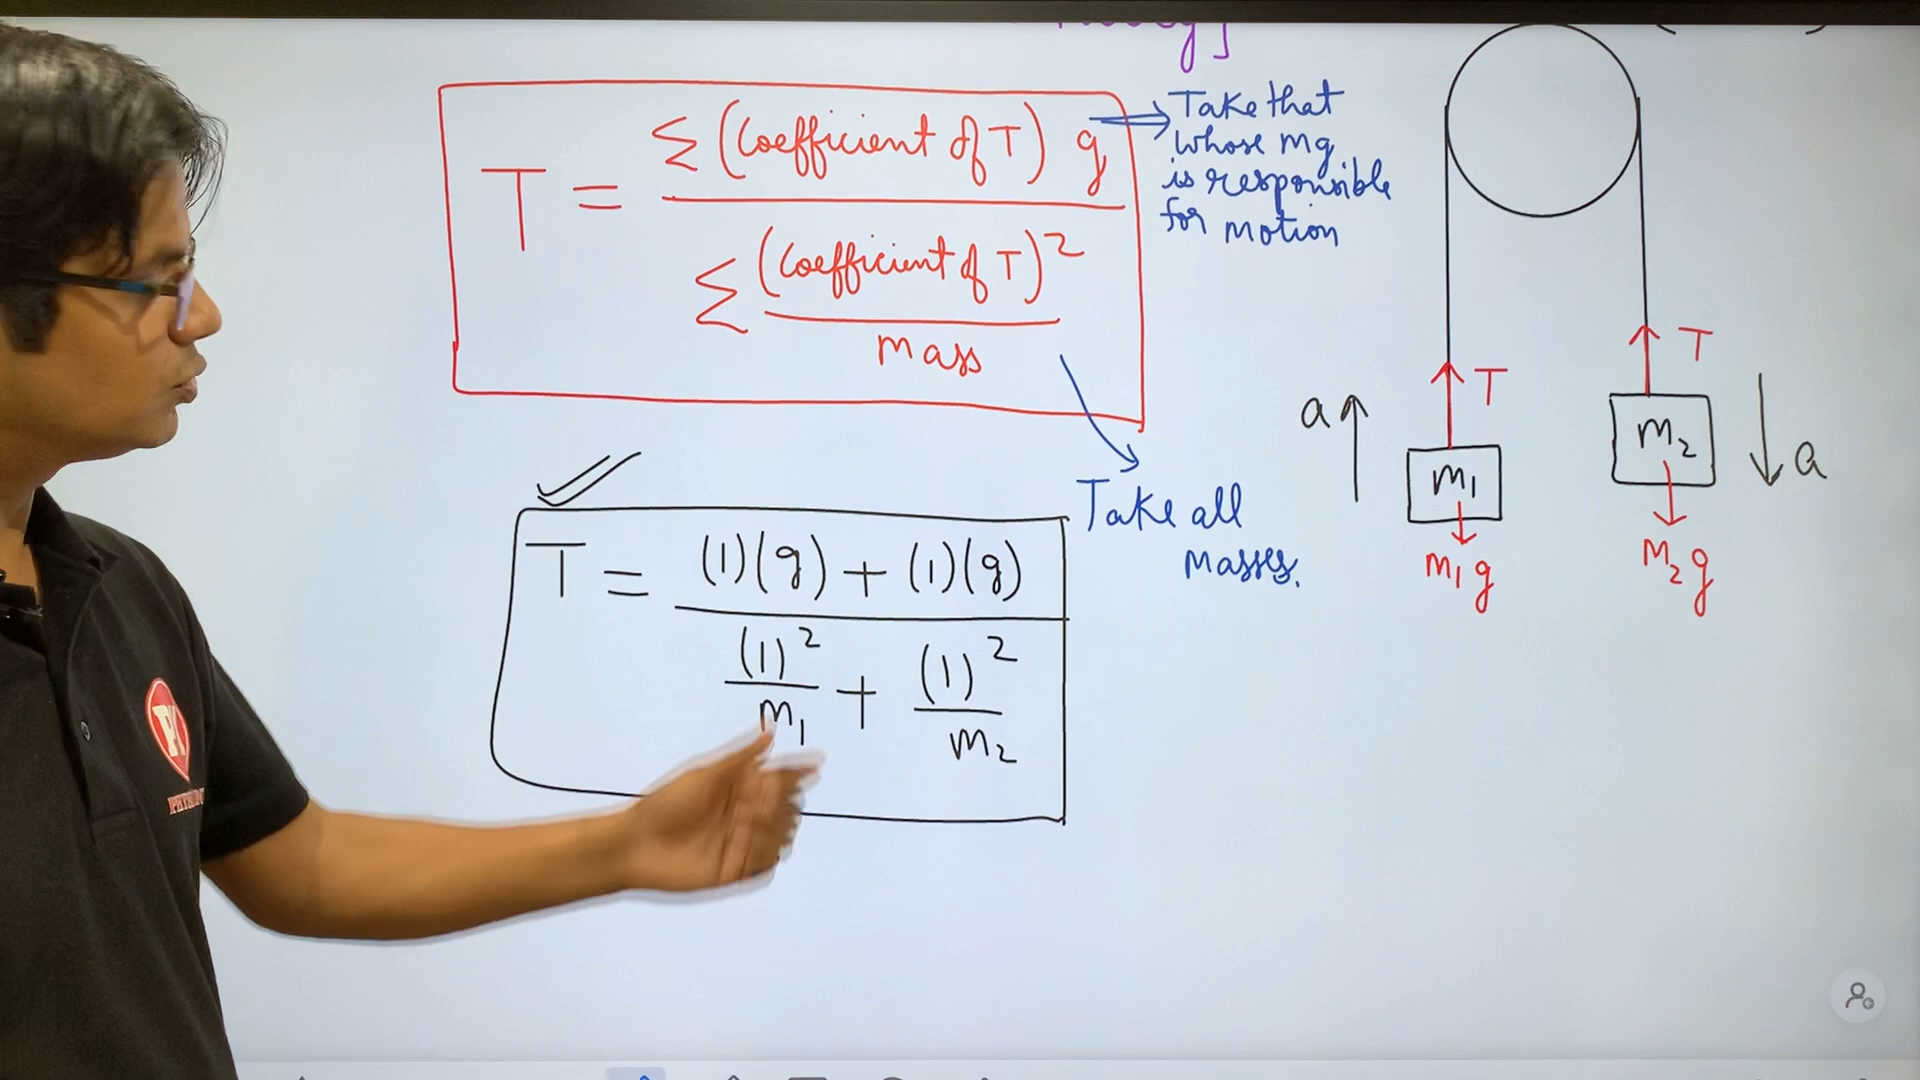 T = Σ (Coefficient of T) g
Σ (Coefficient of T)²
Mass
Take that
whose mg
is responsible
for motion
Take all
Masses.
T = (1)(g) + (1)(g)
(1)²/m₁ + (1)²/m₂
T
T
a
m₁
m₂
a
m₁g
m₂g